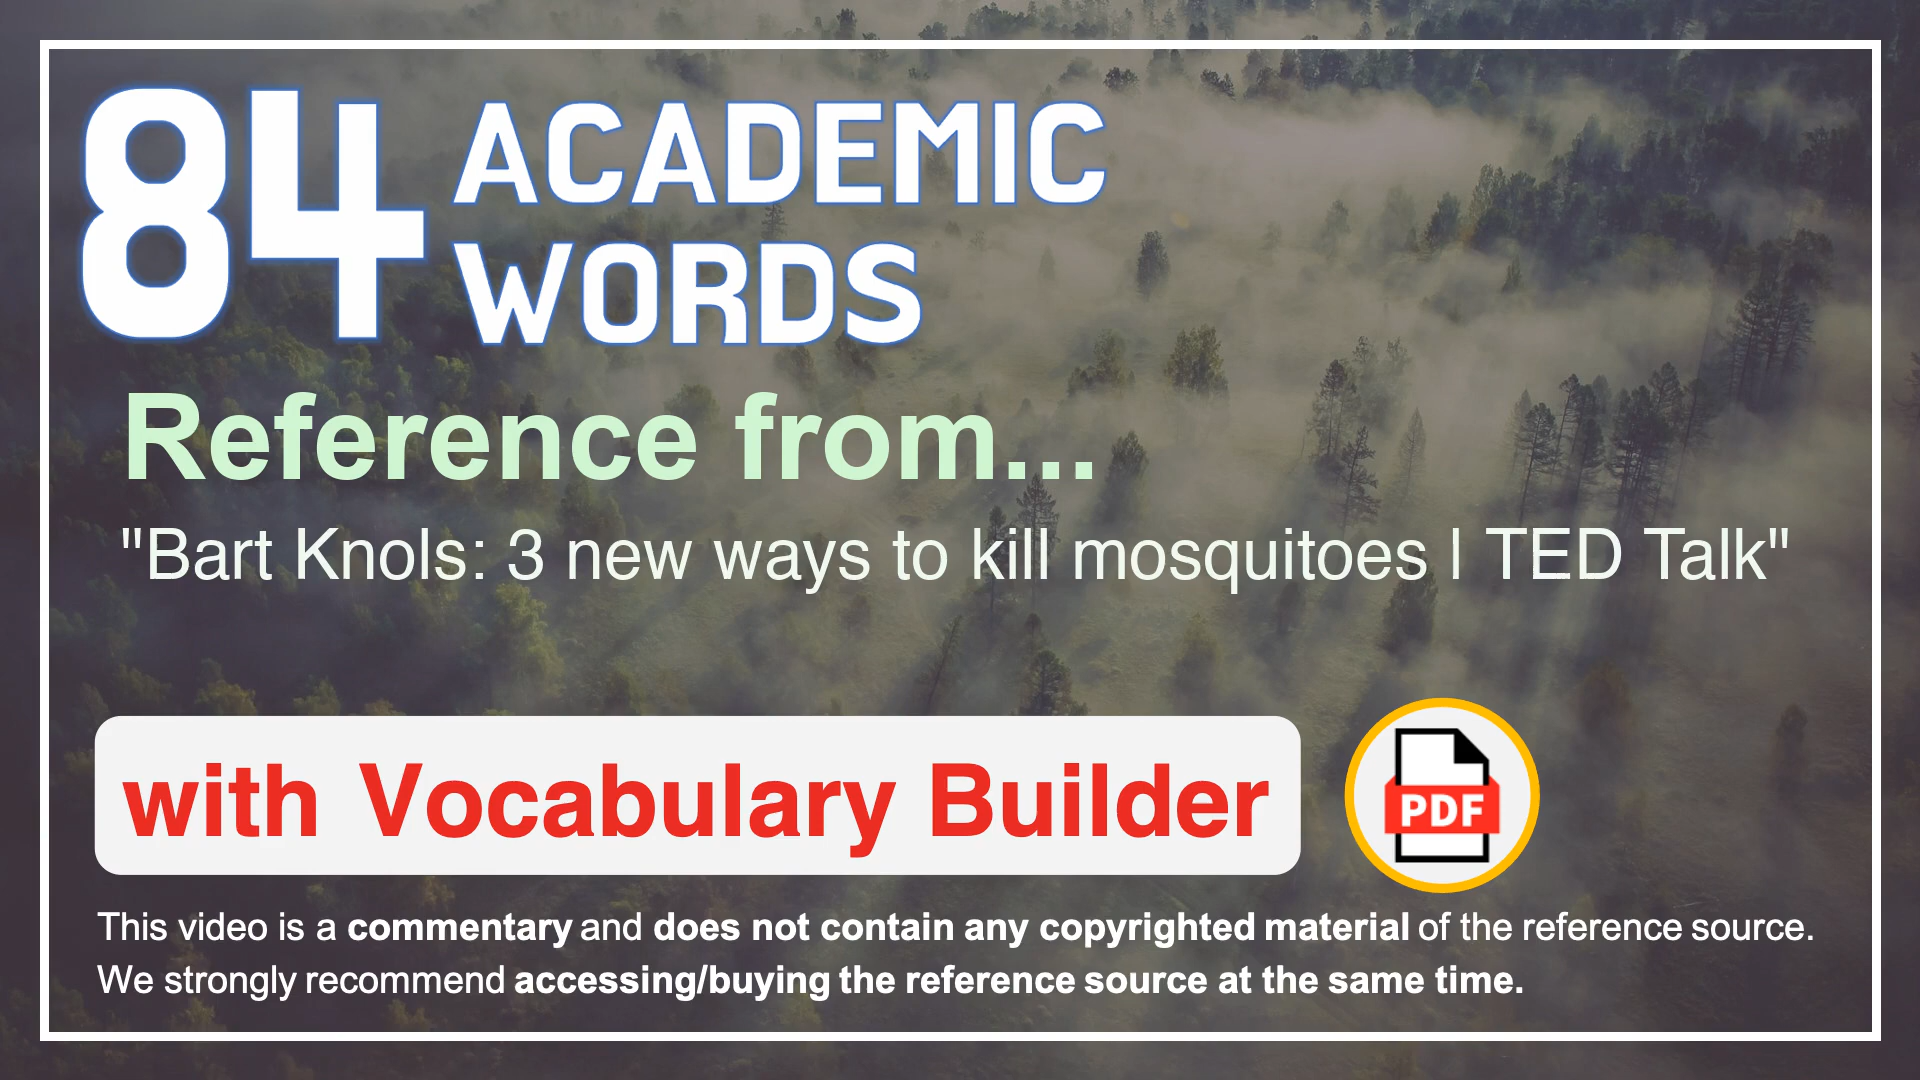 84 ACADEMIC
WORDS
Reference from...
"Bart Knols: 3 new ways to kill mosquitoes | TED Talk"
with Vocabulary Builder
PDF
This video is a commentary and does not contain any copyrighted material of the reference source.
We strongly recommend accessing/buying the reference source at the same time.